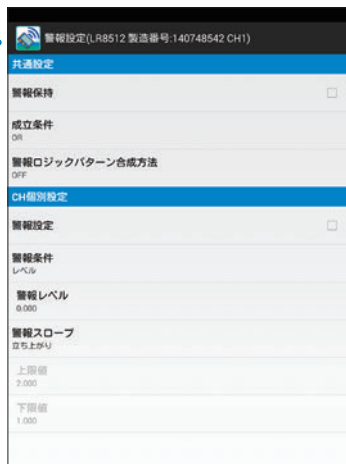 警報設定(LR8512 製造番号:140748542 CH1)
共通設定
警報保持
成立条件
OR
警報ロジックパターン合成方法
OFF
CH個別設定
警報設定
警報条件
レベル
警報レベル
0.000
警報スロープ
立ち上がり
上限値
2.000
下限値
1.000